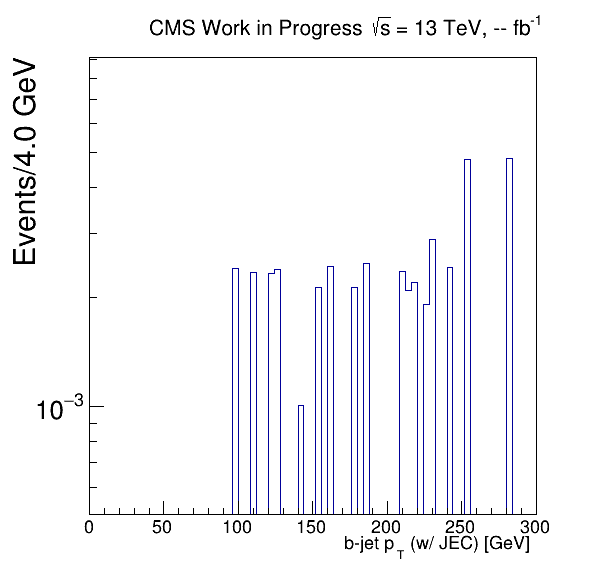 CMS Work in Progress √s = 13 TeV, -- fb⁻¹
Events/4.0 GeV
10⁻³
0 50 100 150 200 250 300
b-jet p_T (w/ JEC) [GeV]